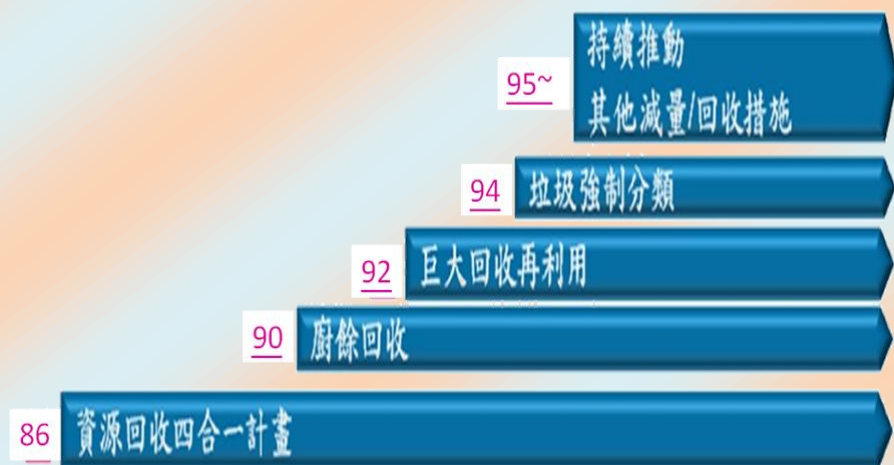 95~
持續推動
其他減量/回收措施
94
垃圾強制分類
92
巨大回收再利用
90
廚餘回收
86
資源回收四合一計畫